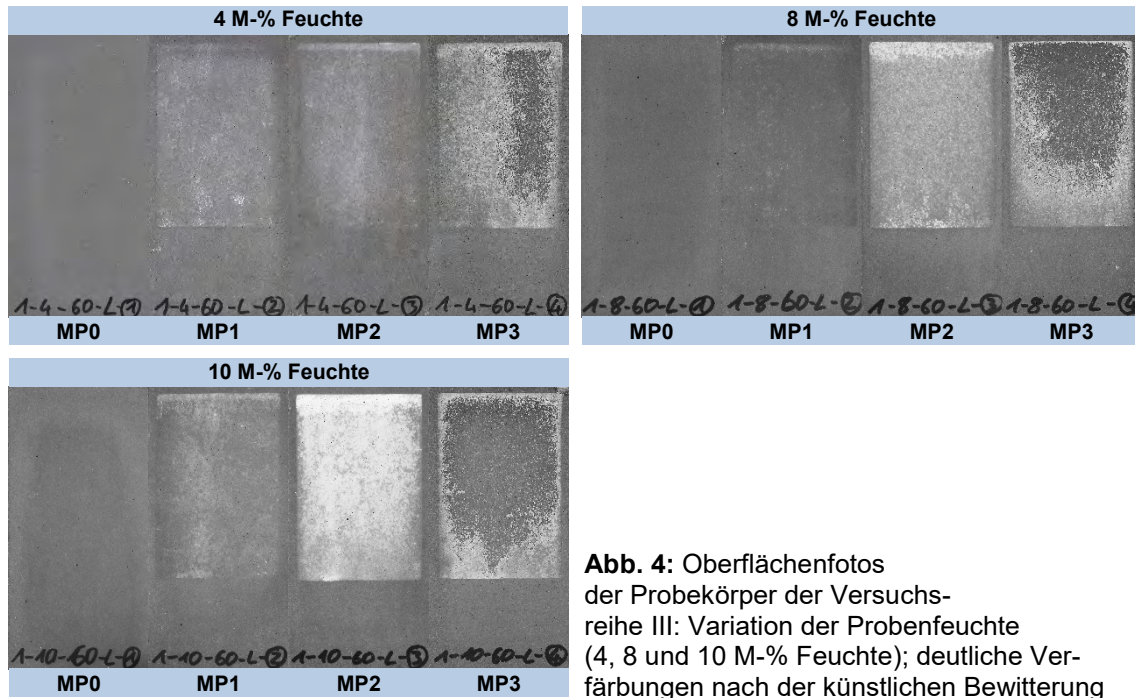 4 M-% Feuchte
1-4-60-L-① 1-4-60-L-② 1-4-60-L-③ 1-4-60-L-④
MP0 MP1 MP2 MP3
8 M-% Feuchte
1-8-60-L-① 1-8-60-L-② 1-8-60-L-③ 1-8-60-L-④
MP0 MP1 MP2 MP3
10 M-% Feuchte
1-10-60-L-① 1-10-60-L-② 1-10-60-L-③ 1-10-60-L-④
MP0 MP1 MP2 MP3
Abb. 4: Oberflächenfotos
der Probekörper der Versuchs-
reihe III: Variation der Probenfeuchte
(4, 8 und 10 M-% Feuchte); deutliche Ver-
färbungen nach der künstlichen Bewitterung